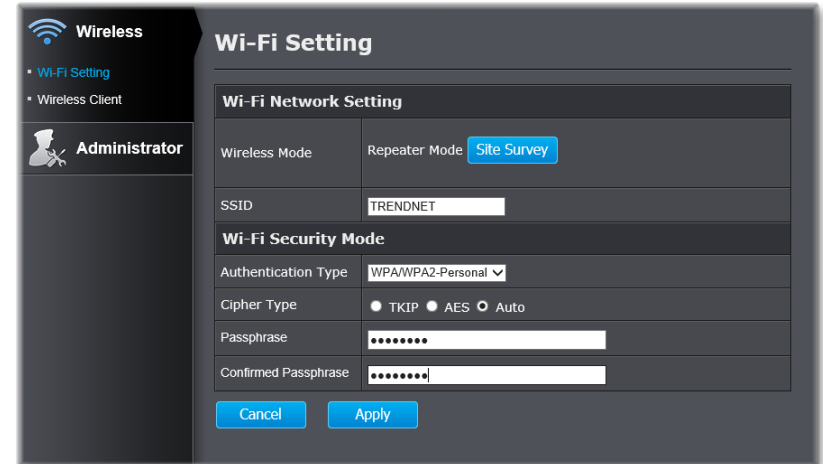 Wireless
Wi-Fi Setting
Wireless Client
Administrator
Wi-Fi Setting
Wi-Fi Network Setting
Wireless Mode Repeater Mode Site Survey
SSID TRENDNET
Wi-Fi Security Mode
Authentication Type WPA/WPA2-Personal
Cipher Type TKIP AES Auto
Passphrase ••••••••
Confirmed Passphrase ••••••••
Cancel Apply